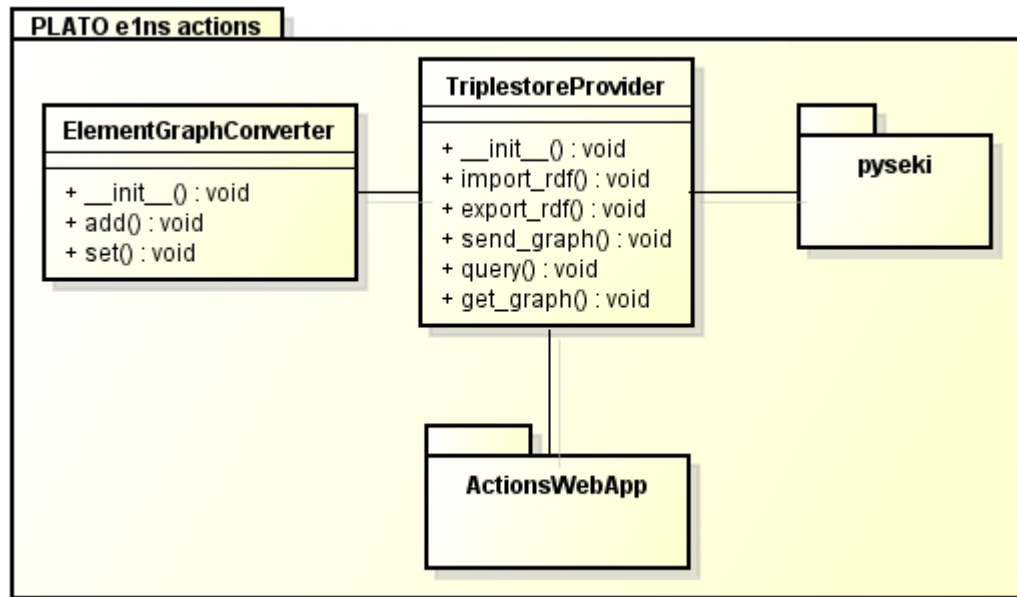 PLATO e1ns actions
ElementGraphConverter
+ __init__() : void
+ add() : void
+ set() : void
TriplestoreProvider
+ __init__() : void
+ import_rdf() : void
+ export_rdf() : void
+ send_graph() : void
+ query() : void
+ get_graph() : void
pyseki
ActionsWebApp